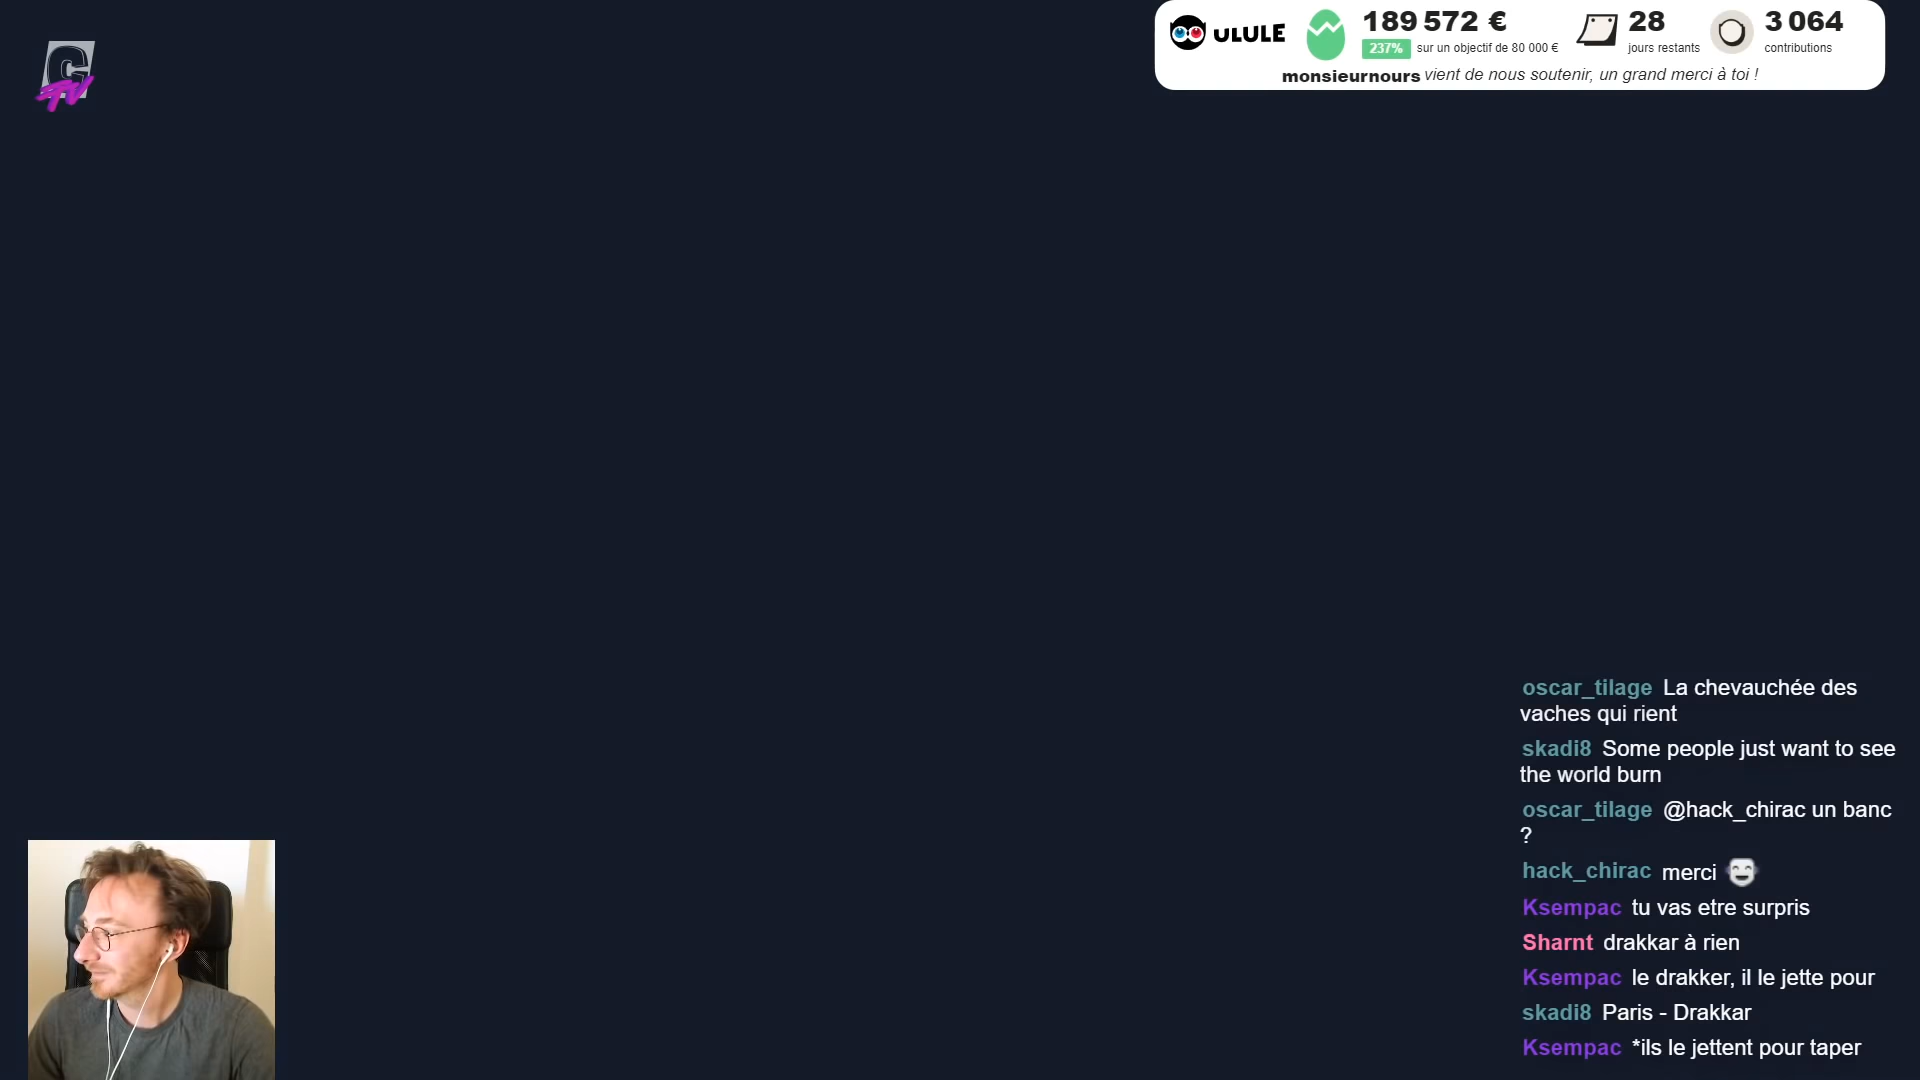 C
TV
ULULE
189 572 €
237% sur un objectif de 80 000 €
28
jours restants
3 064
contributions
monsieurnours vient de nous soutenir, un grand merci à toi !
oscar_tilage La chevauchée des
vaches qui rient
skadi8 Some people just want to see
the world burn
oscar_tilage @hack_chirac un banc
?
hack_chirac merci
Ksempac tu vas etre surpris
Sharnt drakkar à rien
Ksempac le drakker, il le jette pour
skadi8 Paris - Drakkar
Ksempac *ils le jettent pour taper